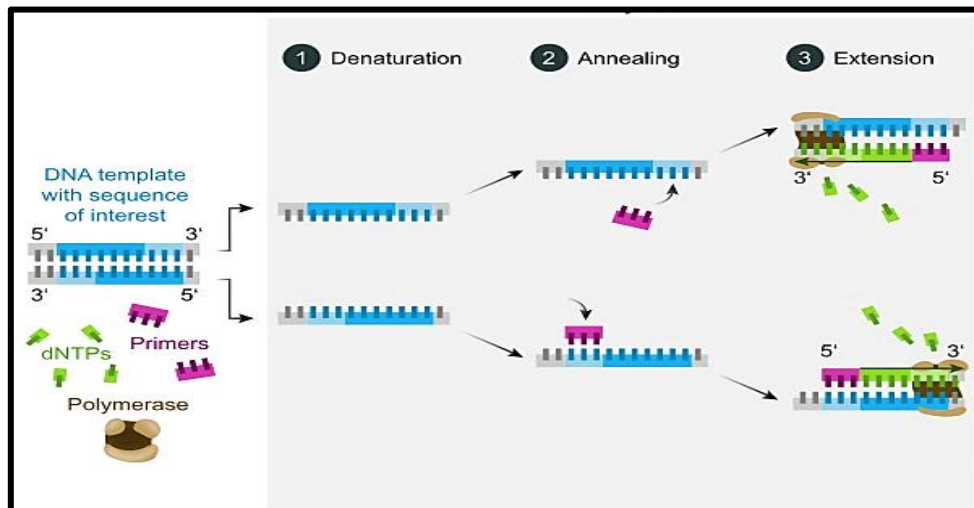 1 Denaturation
2 Annealing
3 Extension
DNA template
with sequence
of interest
5‘ 3‘
3‘ 5‘
Primers
dNTPs
Polymerase
3‘ 5‘
5‘ 3‘